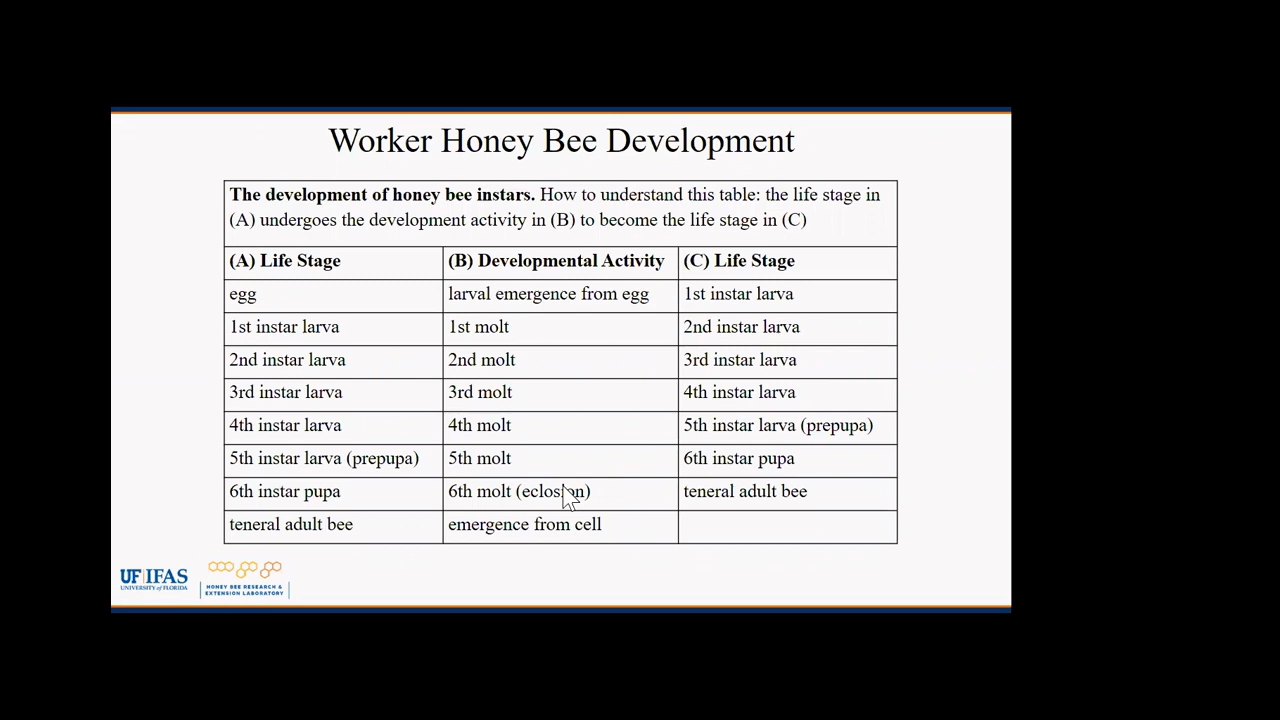 Worker Honey Bee Development
The development of honey bee instars. How to understand this table: the life stage in
(A) undergoes the development activity in (B) to become the life stage in (C)
(A) Life Stage (B) Developmental Activity (C) Life Stage
egg larval emergence from egg 1st instar larva
1st instar larva 1st molt 2nd instar larva
2nd instar larva 2nd molt 3rd instar larva
3rd instar larva 3rd molt 4th instar larva
4th instar larva 4th molt 5th instar larva (prepupa)
5th instar larva (prepupa) 5th molt 6th instar pupa
6th instar pupa 6th molt (eclosion) teneral adult bee
teneral adult bee emergence from cell
UF IFAS
UNIVERSITY of FLORIDA
HONEY BEE RESEARCH &
EXTENSION LABORATORY